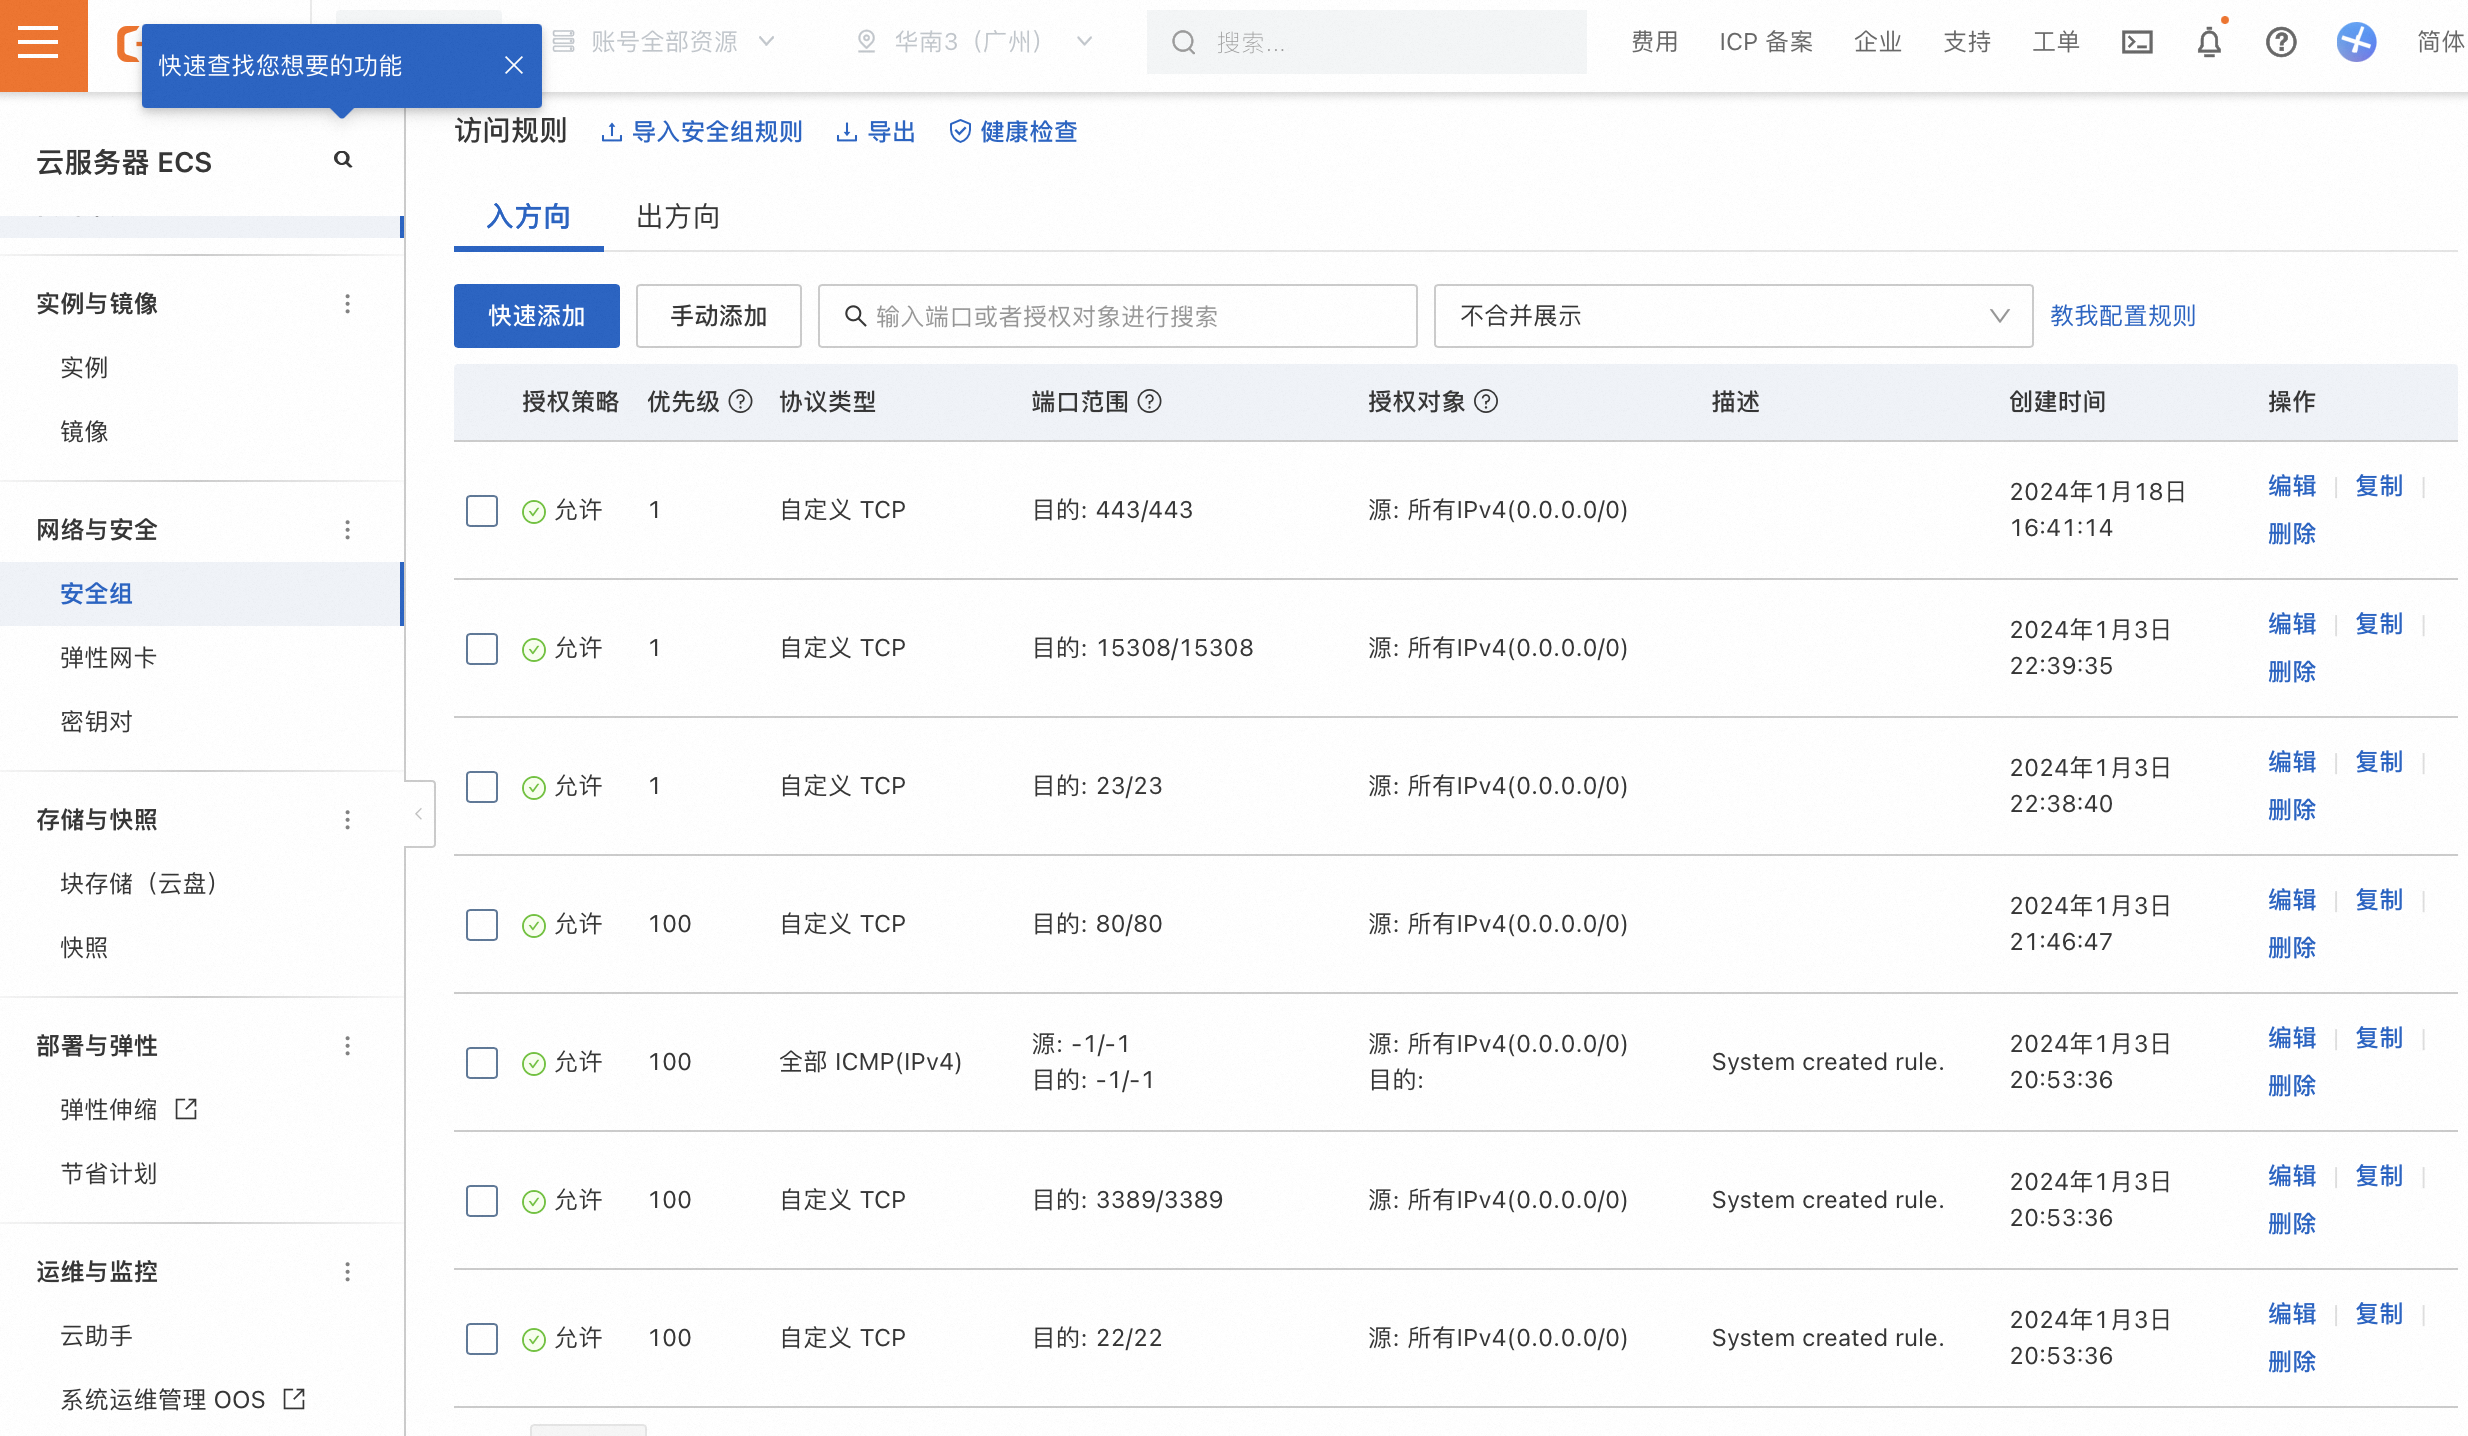 快速查找您想要的功能
账号全部资源
华南3（广州）
搜索...
费用
ICP 备案
企业
支持
工单
简体
云服务器 ECS
实例与镜像
实例
镜像
网络与安全
安全组
弹性网卡
密钥对
存储与快照
块存储（云盘）
快照
部署与弹性
弹性伸缩
节省计划
运维与监控
云助手
系统运维管理 OOS
访问规则
导入安全组规则
导出
健康检查
入方向
出方向
快速添加
手动添加
输入端口或者授权对象进行搜索
不合并展示
教我配置规则
授权策略 优先级 协议类型 端口范围 授权对象 描述 创建时间 操作
允许 1 自定义 TCP 目的: 443/443 源: 所有IPv4(0.0.0.0/0) 2024年1月18日 编辑 复制
16:41:14 删除
允许 1 自定义 TCP 目的: 15308/15308 源: 所有IPv4(0.0.0.0/0) 2024年1月3日 编辑 复制
22:39:35 删除
允许 1 自定义 TCP 目的: 23/23 源: 所有IPv4(0.0.0.0/0) 2024年1月3日 编辑 复制
22:38:40 删除
允许 100 自定义 TCP 目的: 80/80 源: 所有IPv4(0.0.0.0/0) 2024年1月3日 编辑 复制
21:46:47 删除
允许 100 全部 ICMP(IPv4) 源: -1/-1 源: 所有IPv4(0.0.0.0/0) System created rule. 2024年1月3日 编辑 复制
目的: -1/-1 目的: 20:53:36 删除
允许 100 自定义 TCP 目的: 3389/3389 源: 所有IPv4(0.0.0.0/0) System created rule. 2024年1月3日 编辑 复制
20:53:36 删除
允许 100 自定义 TCP 目的: 22/22 源: 所有IPv4(0.0.0.0/0) System created rule. 2024年1月3日 编辑 复制
20:53:36 删除